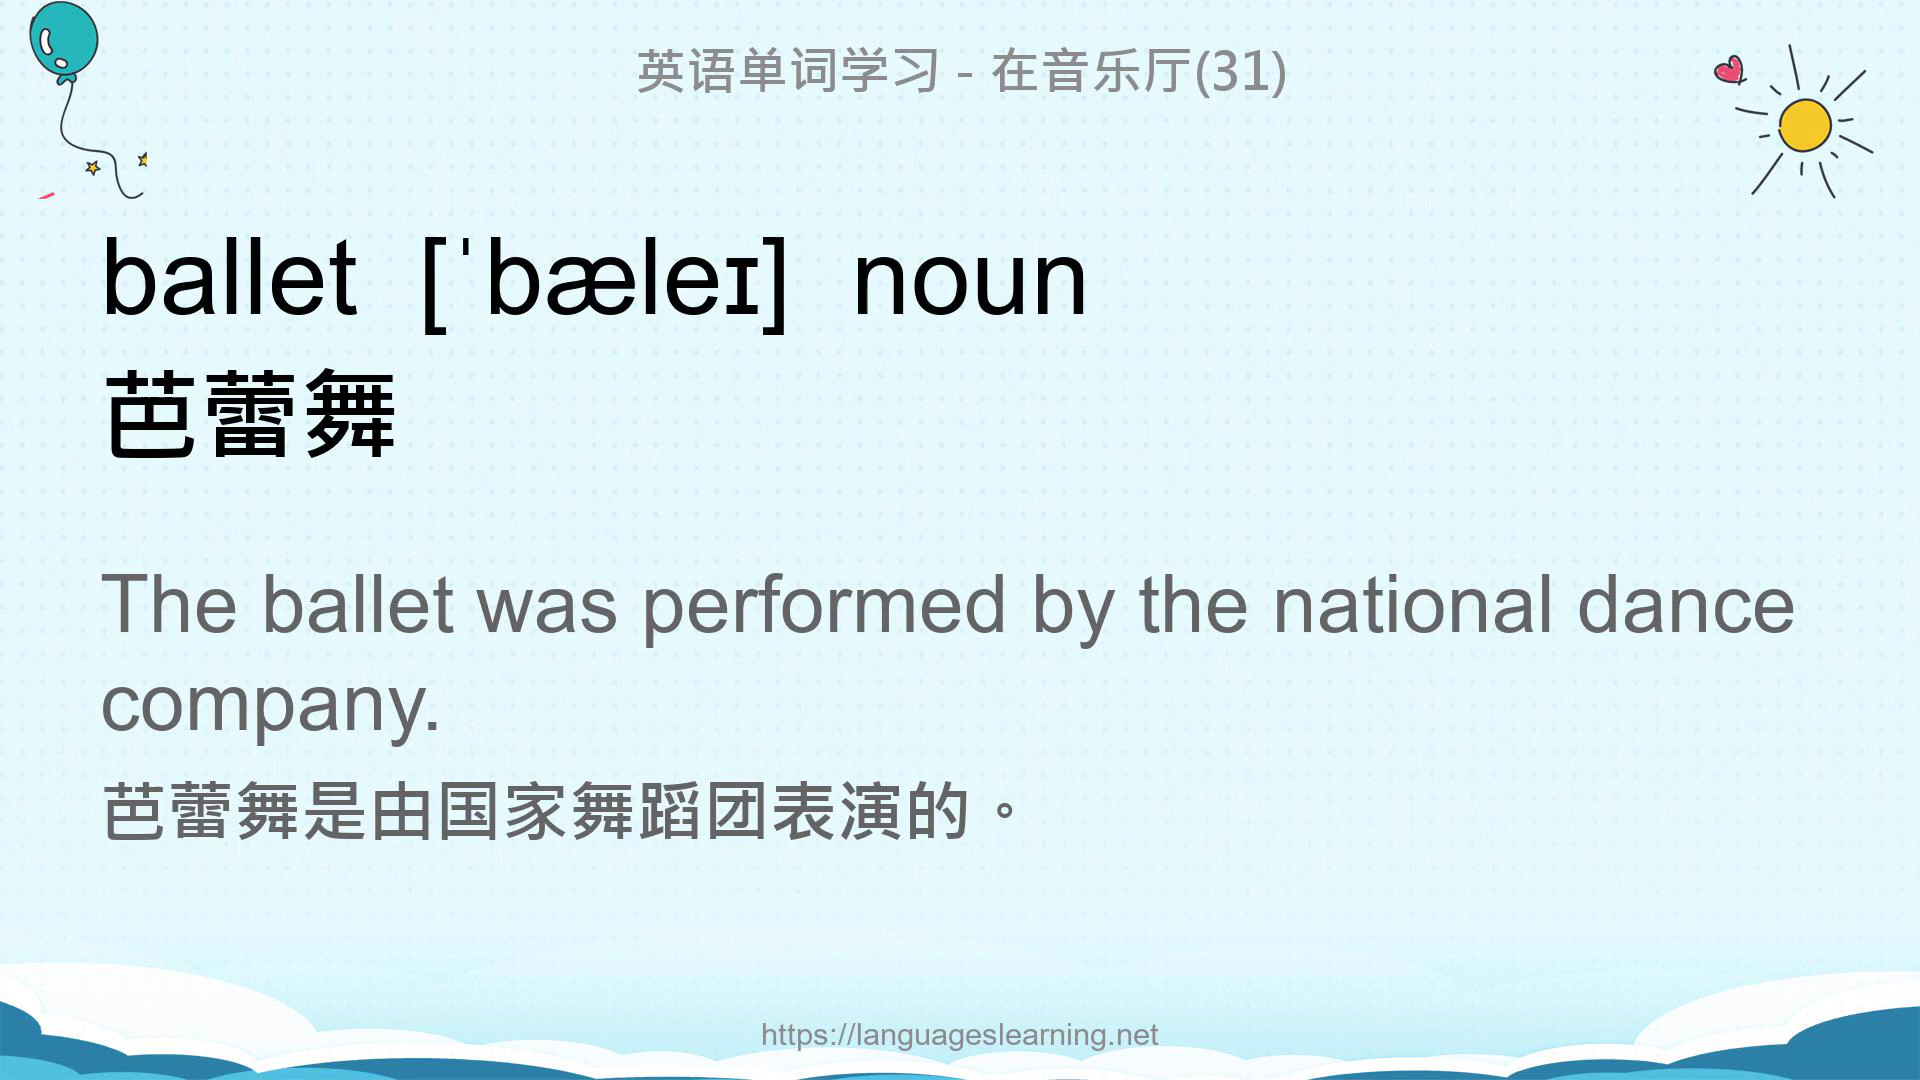 英语单词学习 - 在音乐厅(31)
ballet [ˈbæleɪ] noun
芭蕾舞
The ballet was performed by the national dance
company.
芭蕾舞是由国家舞蹈团表演的。
https://languageslearning.net